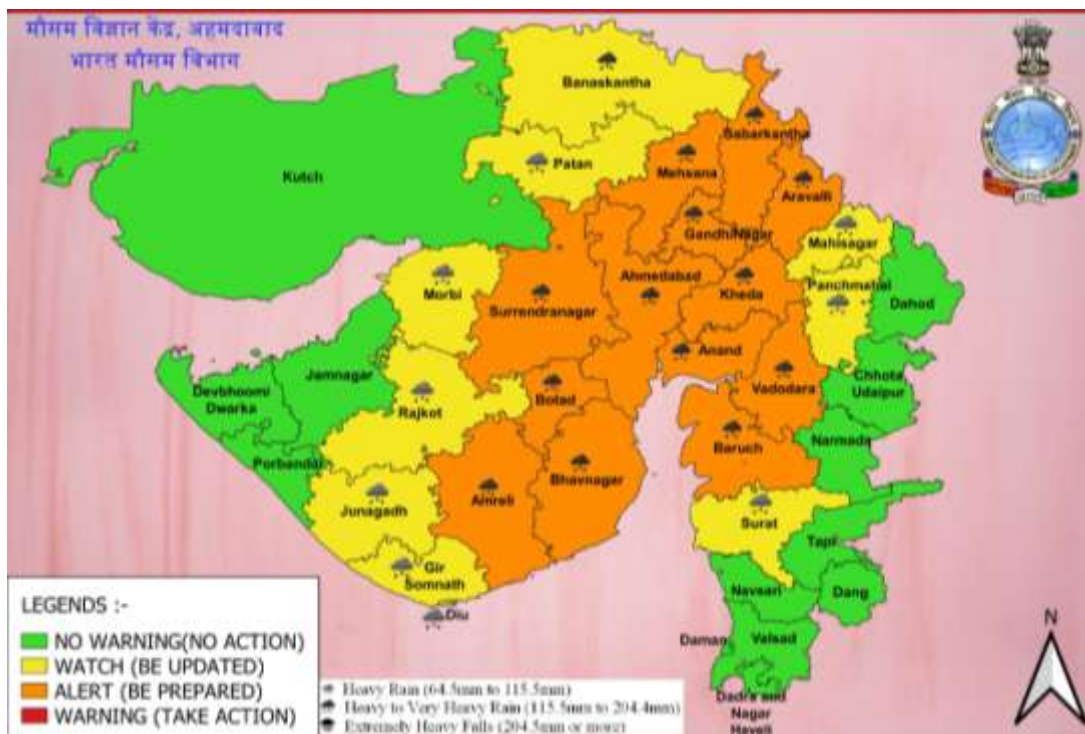 मौसम विज्ञान केंद्र, अहमदाबाद
भारत मौसम विभाग
Banaskantha
Patan
Sabarkantha
Mehsana
Aravalli
Kutch
GandhiNagar
Mahisagar
Panchmahal
Dahod
Morbi
Ahmedabad
Kheda
Surrendranagar
Anand
Jamnagar
Devbhoomi
Dwarka
Rajkot
Botad
Vadodara
Chhota
Udaipur
Porbandar
Narmada
Baruch
Bhavnagar
Amreli
Junagadh
Surat
Gir
Somnath
Diu
Tapi
Navsari
Dang
Daman
Valsad
Dadra and
Nagar
Haveli
N
LEGENDS :-
NO WARNING(NO ACTION)
WATCH (BE UPDATED)
ALERT (BE PREPARED)
WARNING (TAKE ACTION)
Heavy Rain (64.5mm to 115.5mm)
Heavy to Very Heavy Rain (115.5mm to 204.4mm)
Extremely Heavy Falls (204.5mm or more)